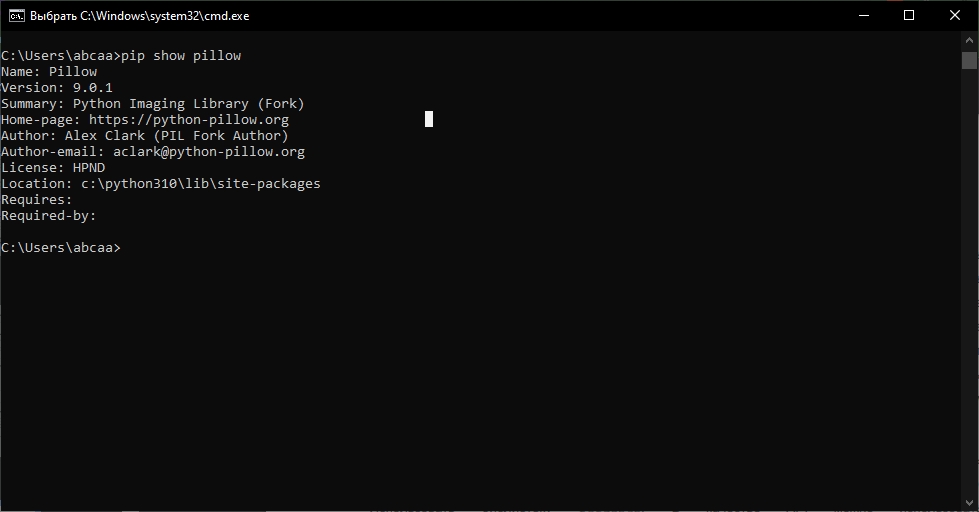 Выбрать C:\Windows\system32\cmd.exe
C:\Users\abcaa>pip show pillow
Name: Pillow
Version: 9.0.1
Summary: Python Imaging Library (Fork)
Home-page: https://python-pillow.org
Author: Alex Clark (PIL Fork Author)
Author-email: aclark@python-pillow.org
License: HPND
Location: c:\python310\lib\site-packages
Requires:
Required-by:
C:\Users\abcaa>